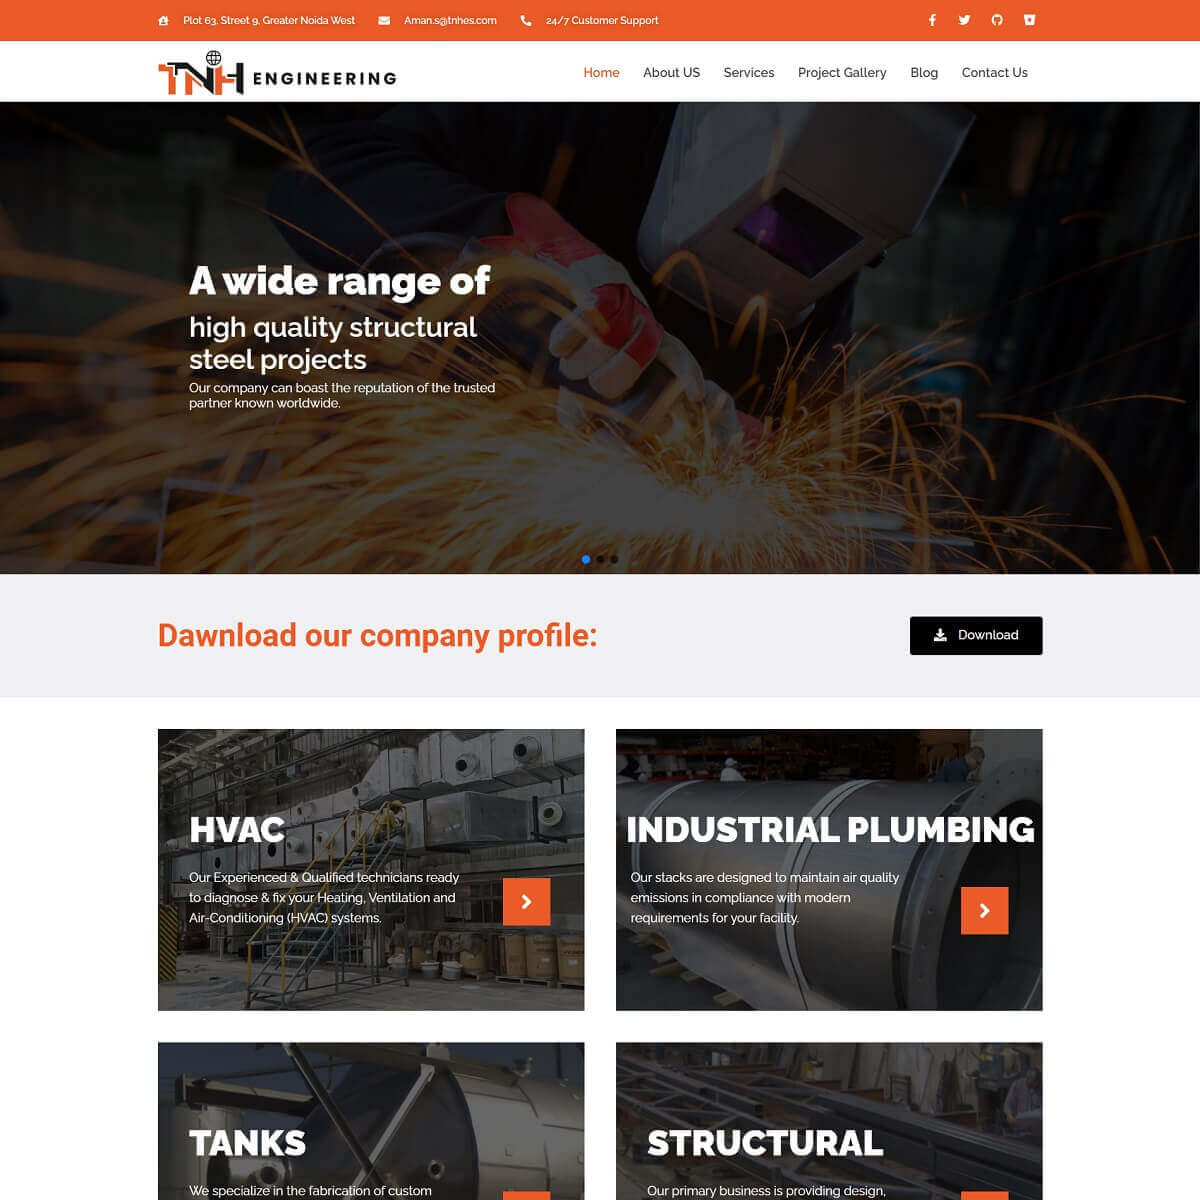 Plot 63, Street 9, Greater Noida West
Aman.s@tnhes.com
24/7 Customer Support
TNH ENGINEERING
Home
About US
Services
Project Gallery
Blog
Contact Us
A wide range of
high quality structural
steel projects
Our company can boast the reputation of the trusted
partner known worldwide.
Dawnload our company profile:
Download
HVAC
Our Experienced & Qualified technicians ready
to diagnose & fix your Heating, Ventilation and
Air-Conditioning (HVAC) systems.
INDUSTRIAL PLUMBING
Our stacks are designed to maintain air quality
emissions in compliance with modern
requirements for your facility.
TANKS
We specialize in the fabrication of custom
STRUCTURAL
Our primary business is providing design,